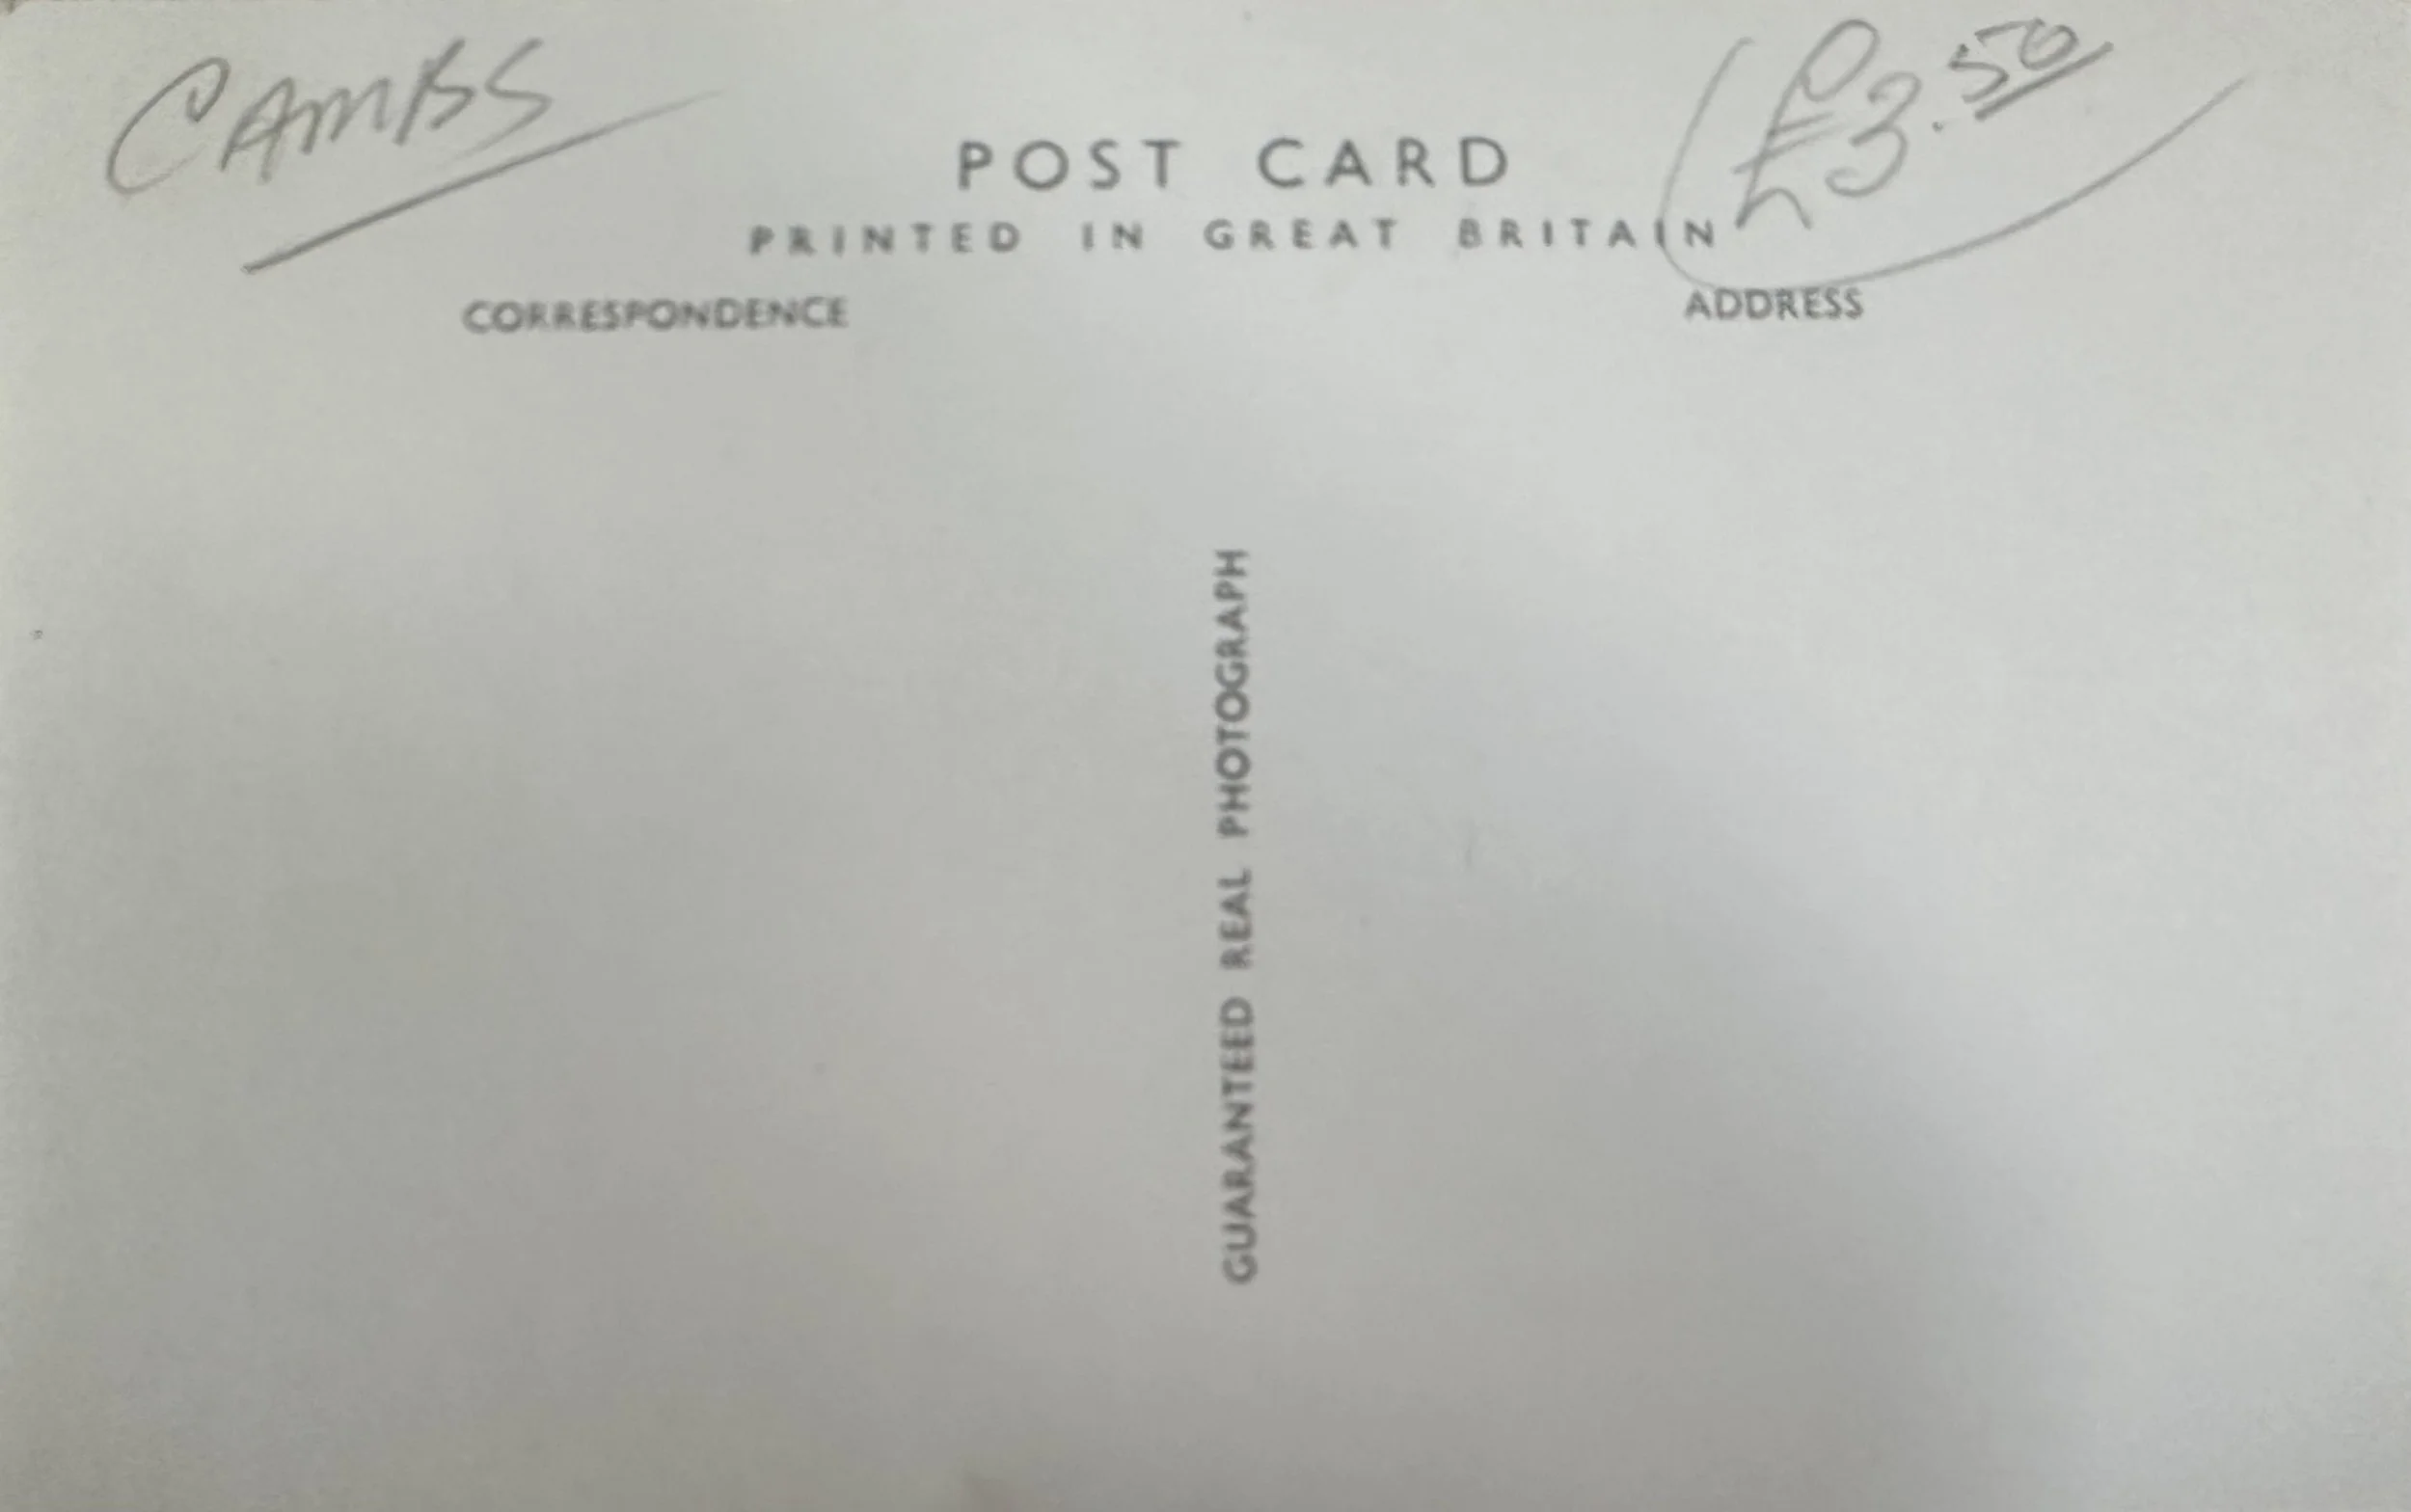 CAMBS
£3.50
POST CARD
PRINTED IN GREAT BRITAIN
CORRESPONDENCE
ADDRESS
GUARANTEED REAL PHOTOGRAPH